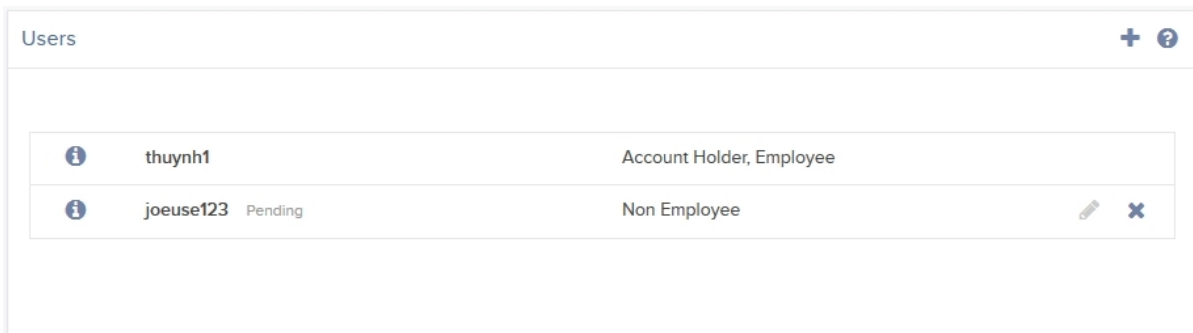 Users
thuynh1 Account Holder, Employee
joeuse123 Pending Non Employee